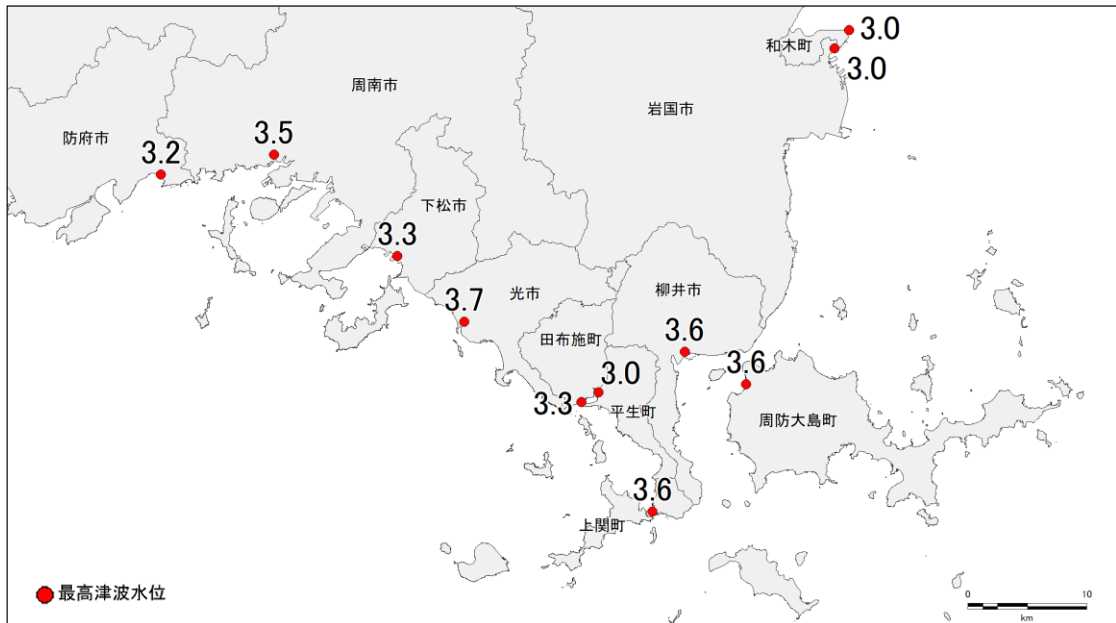 3.0
和木町
3.0
周南市
岩国市
防府市
3.5
3.2
下松市
3.3
光市
柳井市
3.7
田布施町
3.6
3.6
3.0
3.3
平生町
周防大島町
3.6
上関町
最高津波水位
0 10
km